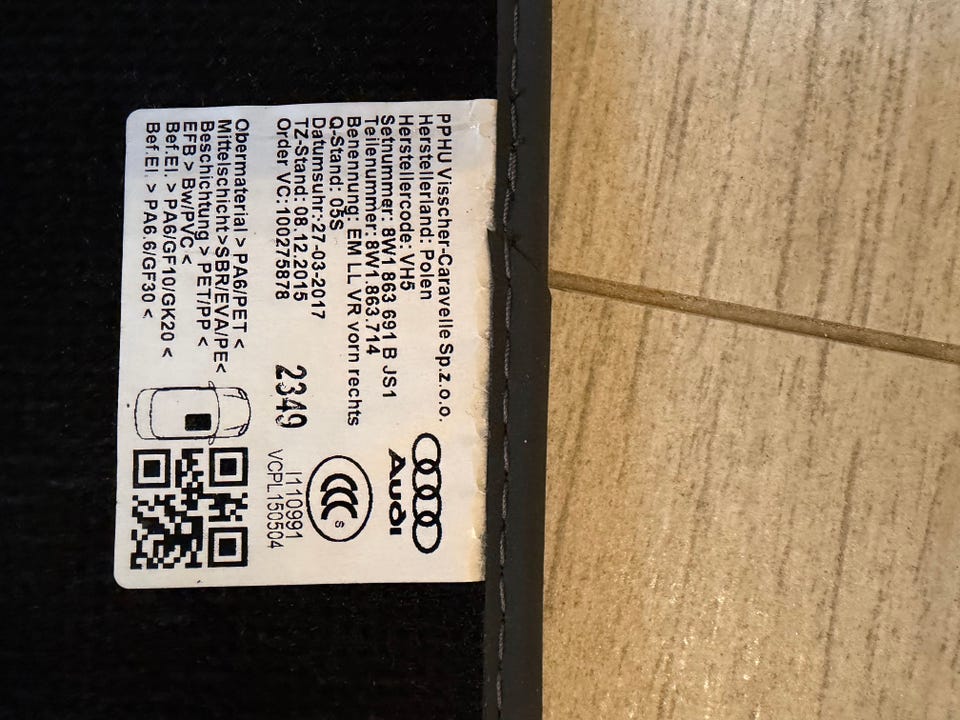 PPHU Visscher-Caravelle Sp.z.o.o.
Herstellerland: Polen
Herstellercode: VH5
Setnummer: 8W1 863 691 B JS1
Teilenummer: 8W1.863.714
Benennung: EM LL VR vorn rechts
Q-Stand: 05S
Datumsuhr:27-03-2017
TZ-Stand: 08.12.2015
Order VC: 100275878
Obermaterial > PA6/PET <
Mittelschicht>SBR/EVA/PE<
Beschichtung > PET/PP <
EFB > Bw/PVC <
Bef.El. > PA6/GF10/GK20 <
Bef.El. > PA6.6/GF30 <
Audi
CCC S
I110991
VCPL150504
2349